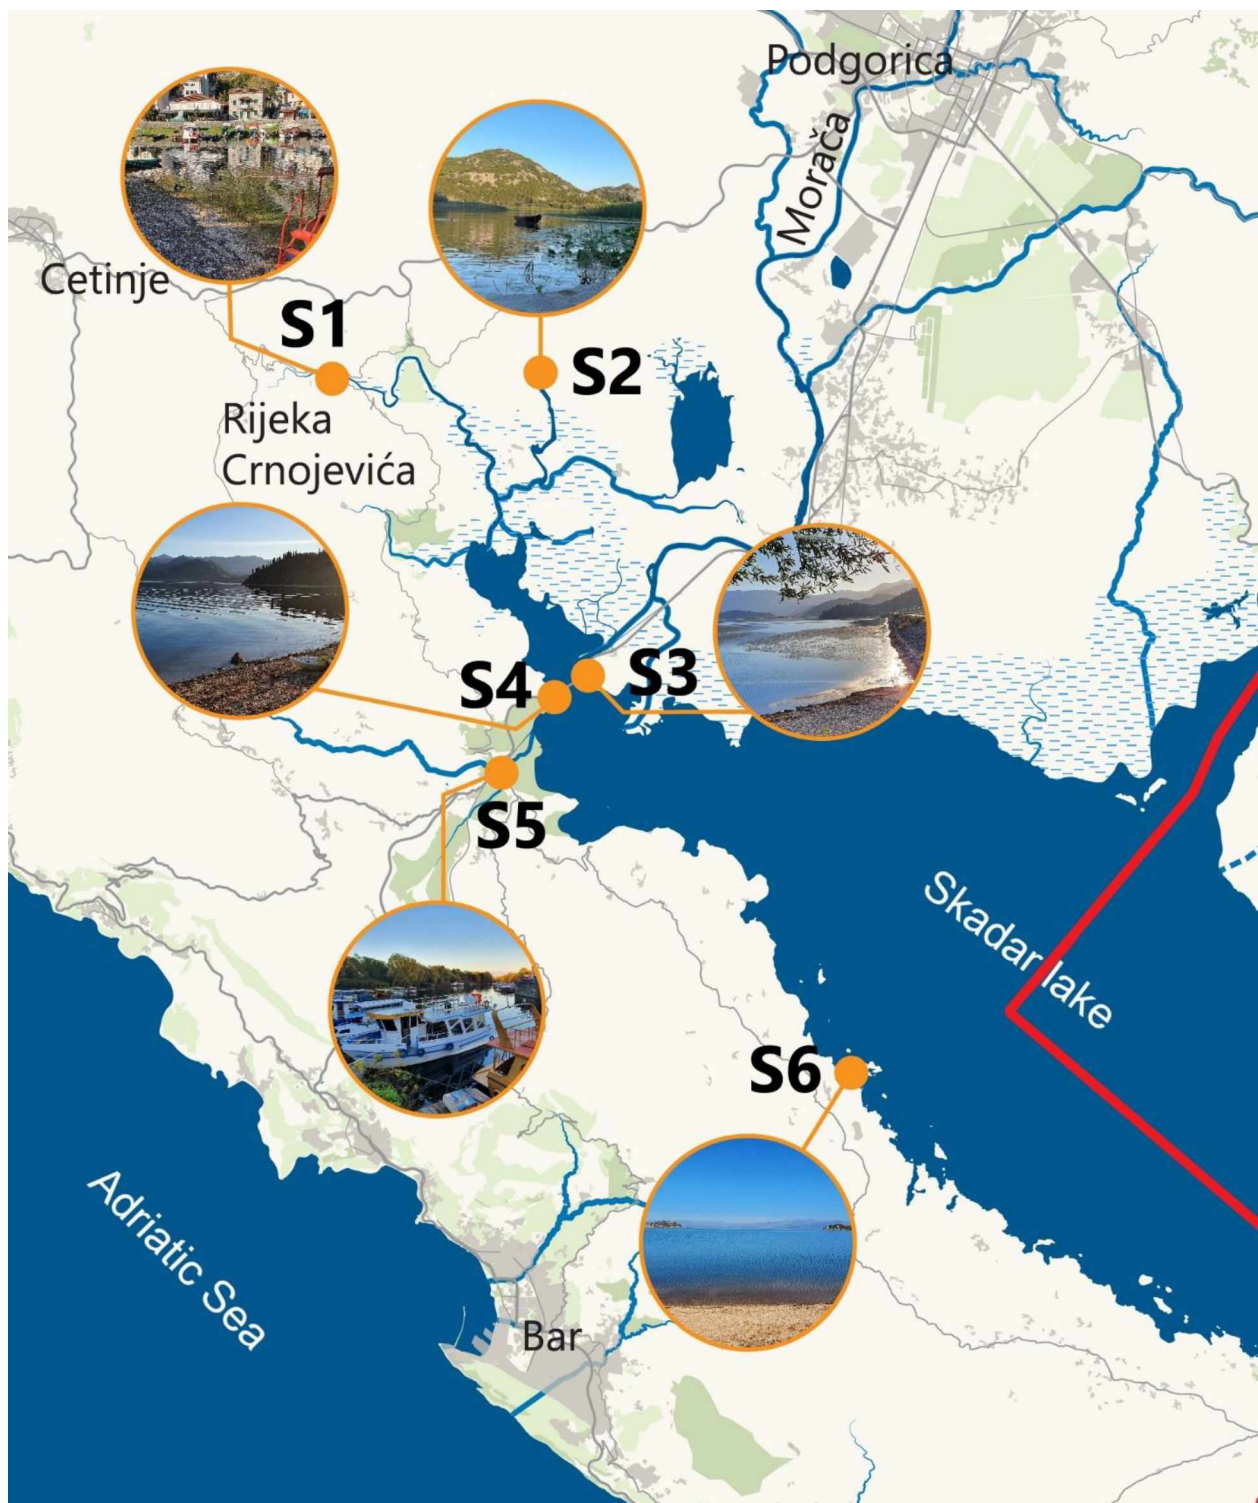 Podgorica
Morača
Cetinje
S1
S2
Rijeka
Crnojevića
S4
S3
S5
Skadar lake
S6
Adriatic Sea
Bar